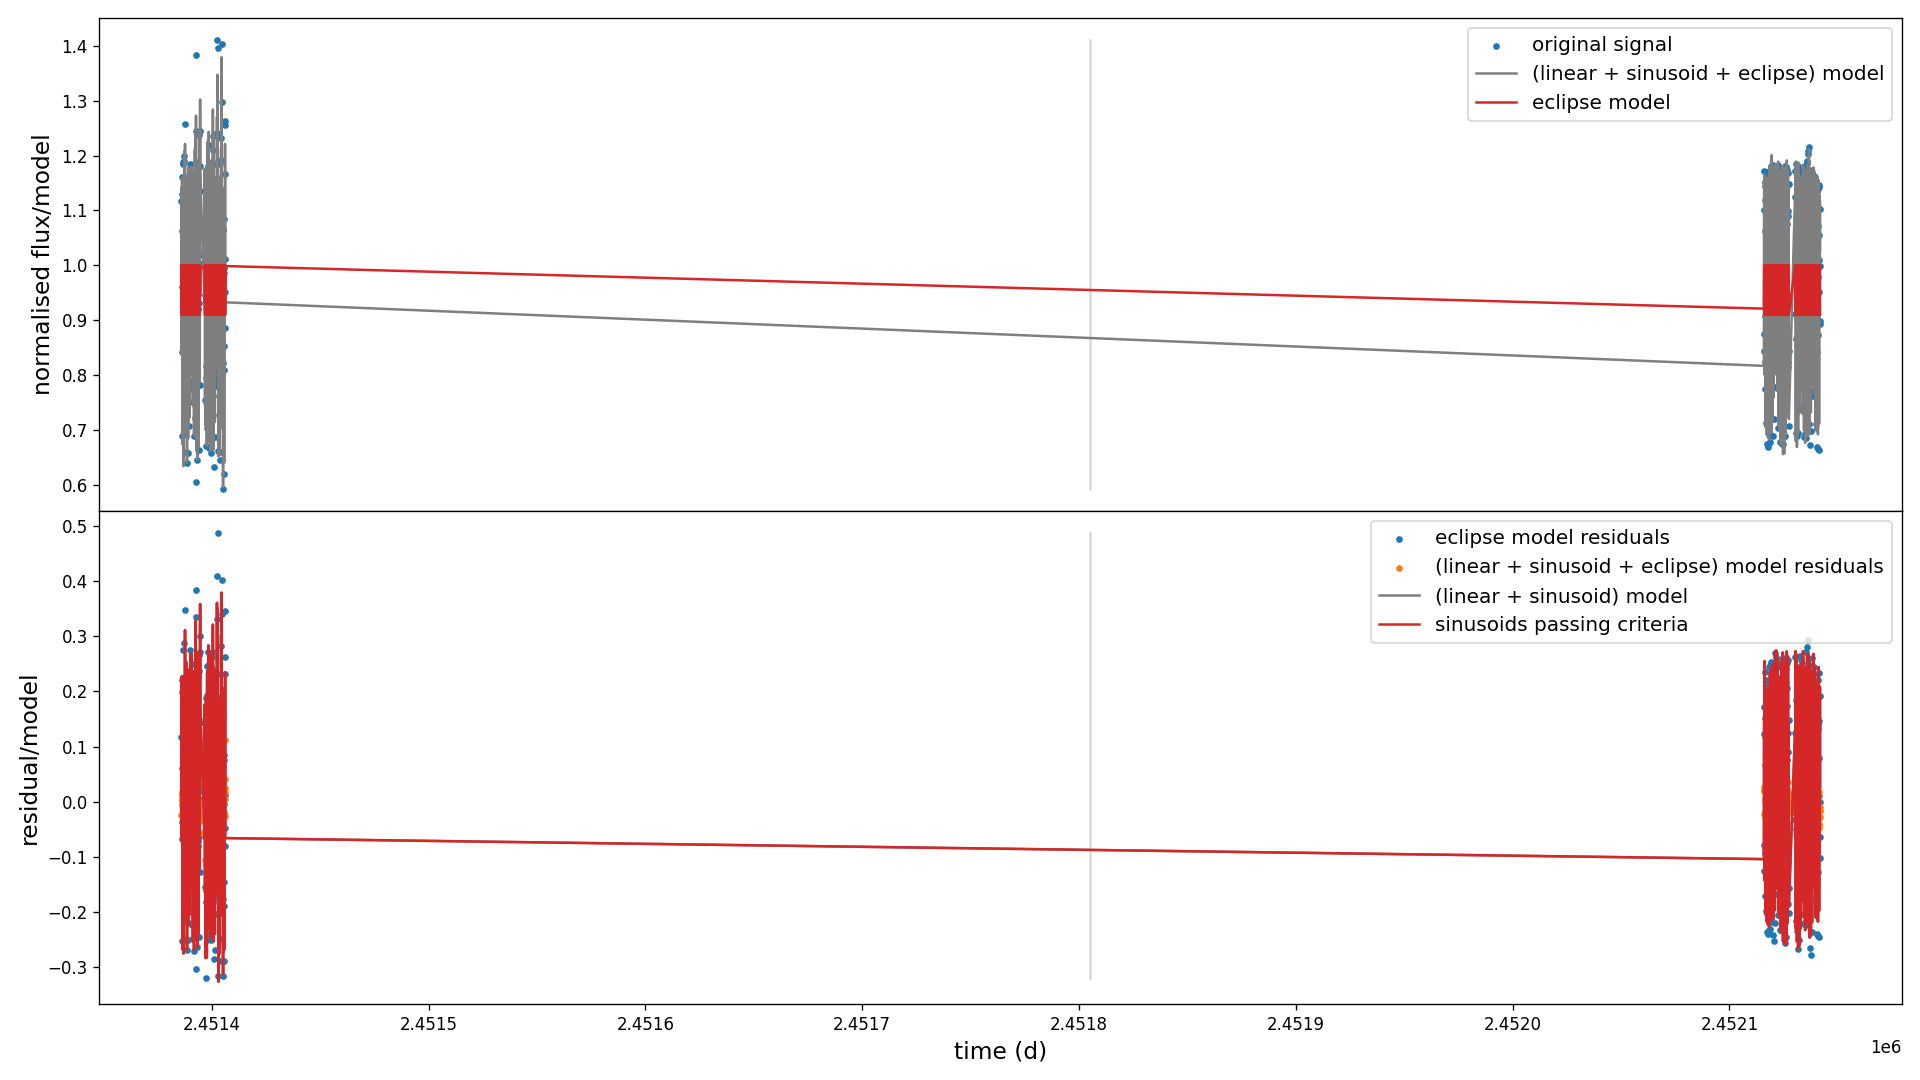 1.4
1.3
1.2
1.1
1.0
0.9
0.8
0.7
0.6
normalised flux/model
original signal
(linear + sinusoid + eclipse) model
eclipse model
0.5
0.4
0.3
0.2
0.1
0.0
−0.1
−0.2
−0.3
residual/model
eclipse model residuals
(linear + sinusoid + eclipse) model residuals
(linear + sinusoid) model
sinusoids passing criteria
2.4514 2.4515 2.4516 2.4517 2.4518 2.4519 2.4520 2.4521
1e6
time (d)